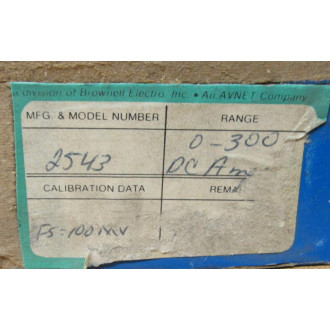 a division of Brownell Electro, Inc. • An AVNET Company
MFG. & MODEL NUMBER RANGE
2543 0-300
DC Am
CALIBRATION DATA REMA
FS=100MV